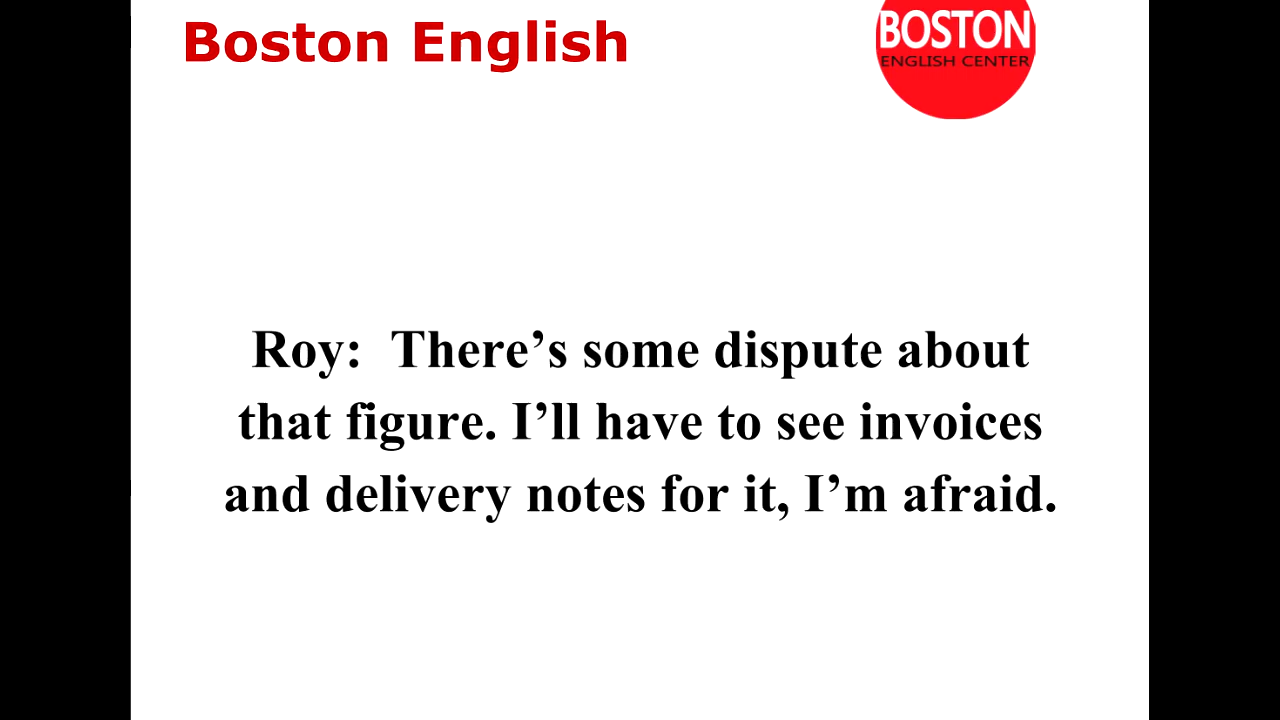 Boston English
BOSTON
ENGLISH CENTER
Roy:  There’s some dispute about
that figure. I’ll have to see invoices
and delivery notes for it, I’m afraid.